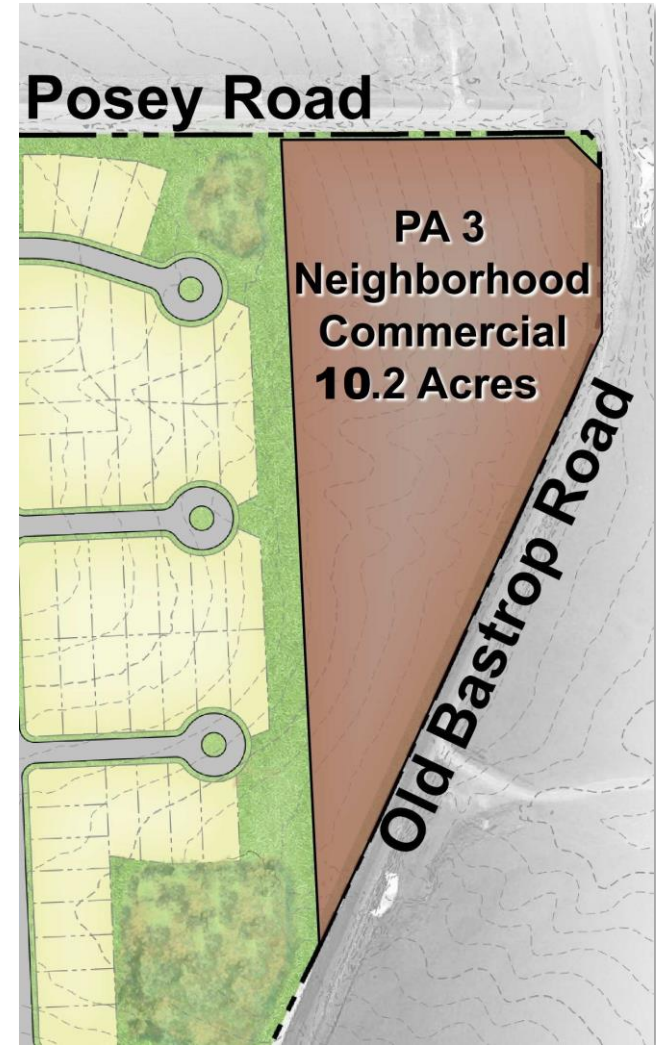 Posey Road
PA 3
Neighborhood
Commercial
10.2 Acres
Old Bastrop Road